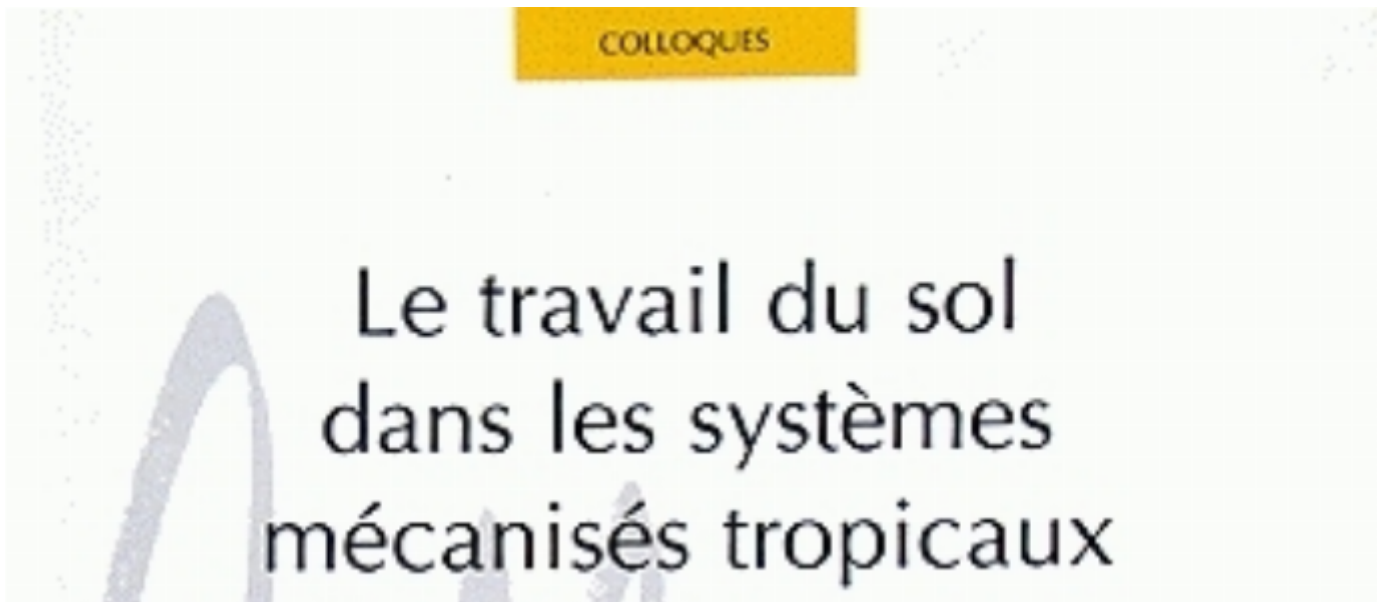 COLLOQUES
Le travail du sol
dans les systèmes
mécanisés tropicaux